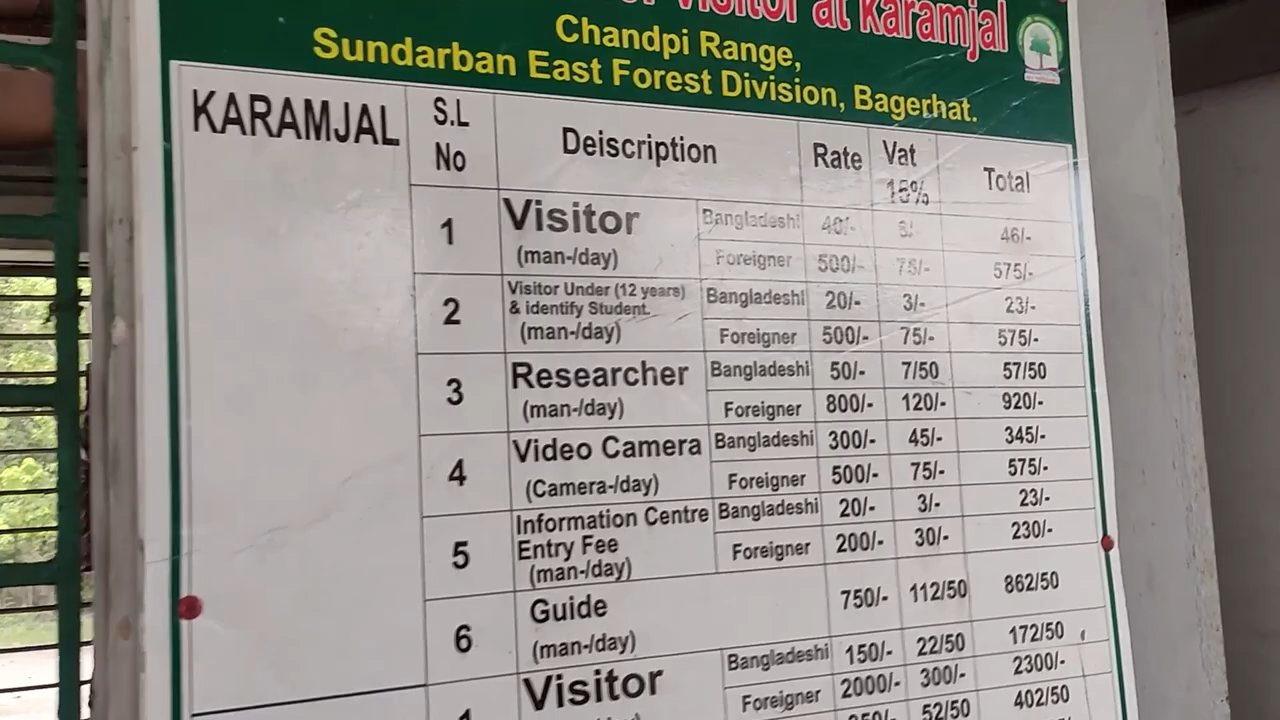 Visitor at Karamjal
Chandpi Range,
Sundarban East Forest Division, Bagerhat.
KARAMJAL S.L No Deiscription Rate Vat 15% Total
1 Visitor (man-/day) Bangladeshi 40/- 6/- 46/-
Foreigner 500/- 75/- 575/-
2 Visitor Under (12 years) & identify Student. (man-/day) Bangladeshi 20/- 3/- 23/-
Foreigner 500/- 75/- 575/-
3 Researcher (man-/day) Bangladeshi 50/- 7/50 57/50
Foreigner 800/- 120/- 920/-
4 Video Camera (Camera-/day) Bangladeshi 300/- 45/- 345/-
Foreigner 500/- 75/- 575/-
5 Information Centre Entry Fee (man-/day) Bangladeshi 20/- 3/- 23/-
Foreigner 200/- 30/- 230/-
6 Guide (man-/day) 750/- 112/50 862/50
1 Visitor Bangladeshi 150/- 22/50 172/50
Foreigner 2000/- 300/- 2300/-
52/50 402/50